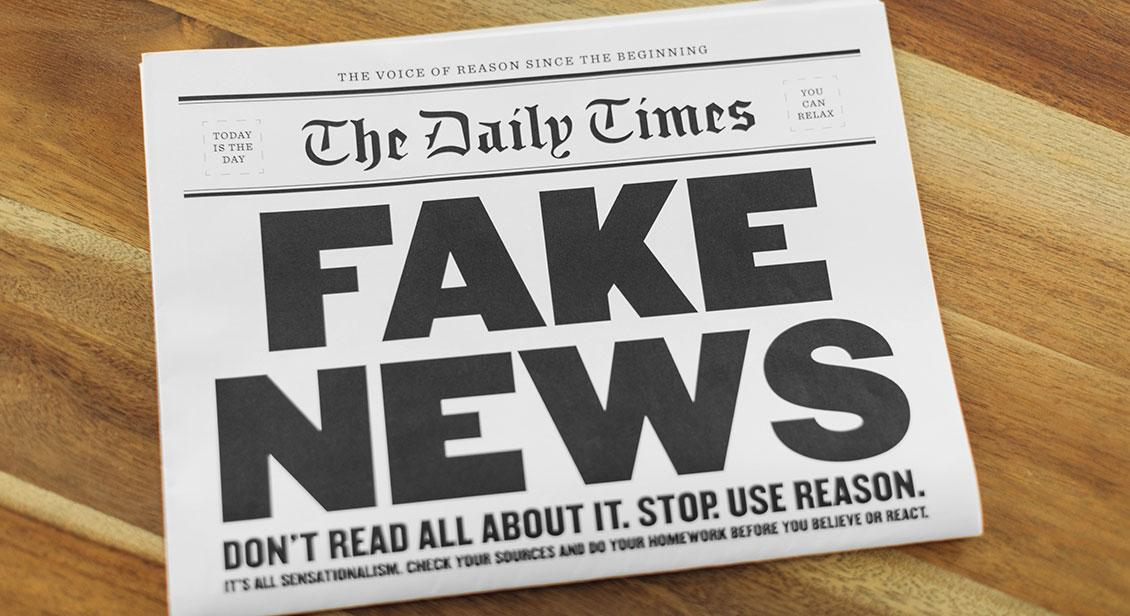 THE VOICE OF REASON SINCE THE BEGINNING
TODAY
IS THE
DAY
The Daily Times
YOU
CAN
RELAX
FAKE
NEWS
DON'T READ ALL ABOUT IT. STOP. USE REASON.
IT'S ALL SENSATIONALISM. CHECK YOUR SOURCES AND DO YOUR HOMEWORK BEFORE YOU BELIEVE OR REACT.